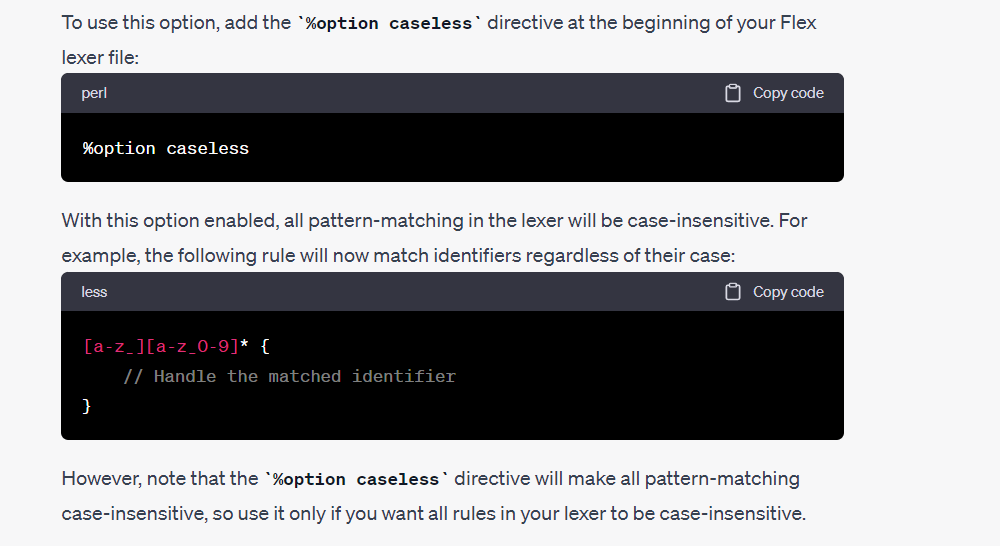 To use this option, add the `%option caseless` directive at the beginning of your Flex
lexer file:
perl
Copy code
%option caseless
With this option enabled, all pattern-matching in the lexer will be case-insensitive. For
example, the following rule will now match identifiers regardless of their case:
less
Copy code
[a-z_][a-z_0-9]* {
    // Handle the matched identifier
}
However, note that the `%option caseless` directive will make all pattern-matching
case-insensitive, so use it only if you want all rules in your lexer to be case-insensitive.